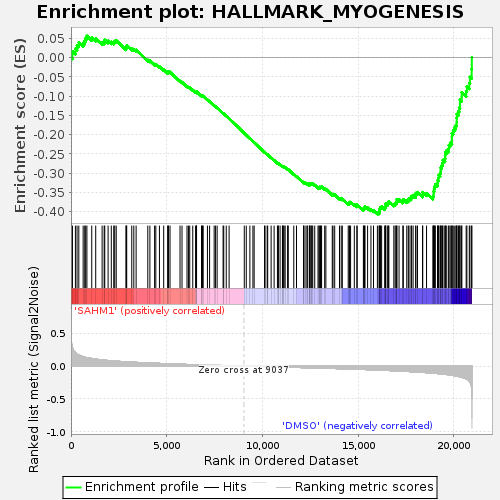 Enrichment plot: HALLMARK_MYOGENESIS
Enrichment score (ES)
0.05
0.00
-0.05
-0.10
-0.15
-0.20
-0.25
-0.30
-0.35
-0.40
'SAHM1' (positively correlated)
Ranked list metric (Signal2Noise)
0.5
0.0
-0.5
-1.0
Zero cross at 9037
'DMSO' (negatively correlated)
0 5,000 10,000 15,000 20,000
Rank in Ordered Dataset
Enrichment profile Hits Ranking metric scores